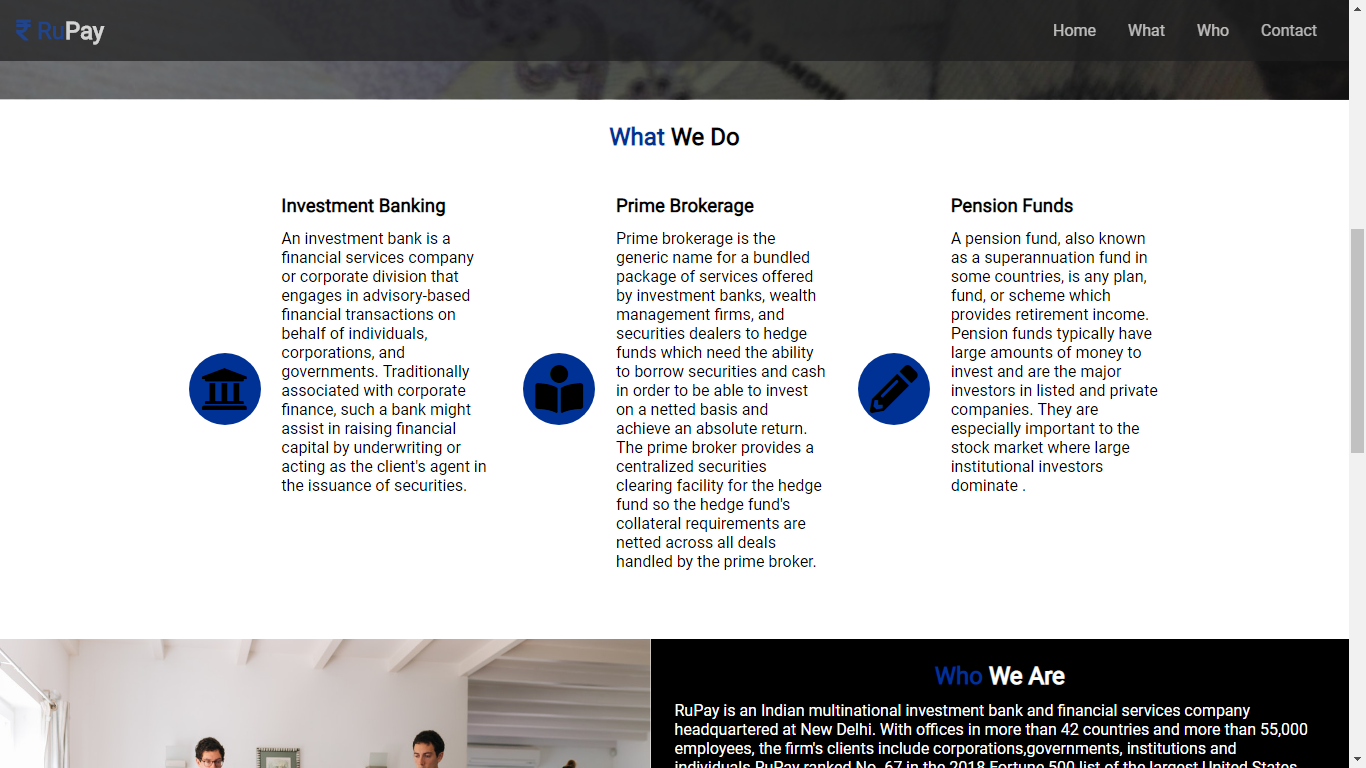 ₹ RuPay
Home What Who Contact
GANDHI
What We Do
Investment Banking
An investment bank is a
financial services company
or corporate division that
engages in advisory-based
financial transactions on
behalf of individuals,
corporations, and
governments. Traditionally
associated with corporate
finance, such a bank might
assist in raising financial
capital by underwriting or
acting as the client's agent in
the issuance of securities.
Prime Brokerage
Prime brokerage is the
generic name for a bundled
package of services offered
by investment banks, wealth
management firms, and
securities dealers to hedge
funds which need the ability
to borrow securities and cash
in order to be able to invest
on a netted basis and
achieve an absolute return.
The prime broker provides a
centralized securities
clearing facility for the hedge
fund so the hedge fund's
collateral requirements are
netted across all deals
handled by the prime broker.
Pension Funds
A pension fund, also known
as a superannuation fund in
some countries, is any plan,
fund, or scheme which
provides retirement income.
Pension funds typically have
large amounts of money to
invest and are the major
investors in listed and private
companies. They are
especially important to the
stock market where large
institutional investors
dominate .
Who We Are
RuPay is an Indian multinational investment bank and financial services company
headquartered at New Delhi. With offices in more than 42 countries and more than 55,000
employees, the firm's clients include corporations,governments, institutions and
individuals.RuPay ranked No. 67 in the 2018 Fortune 500 list of the largest United States